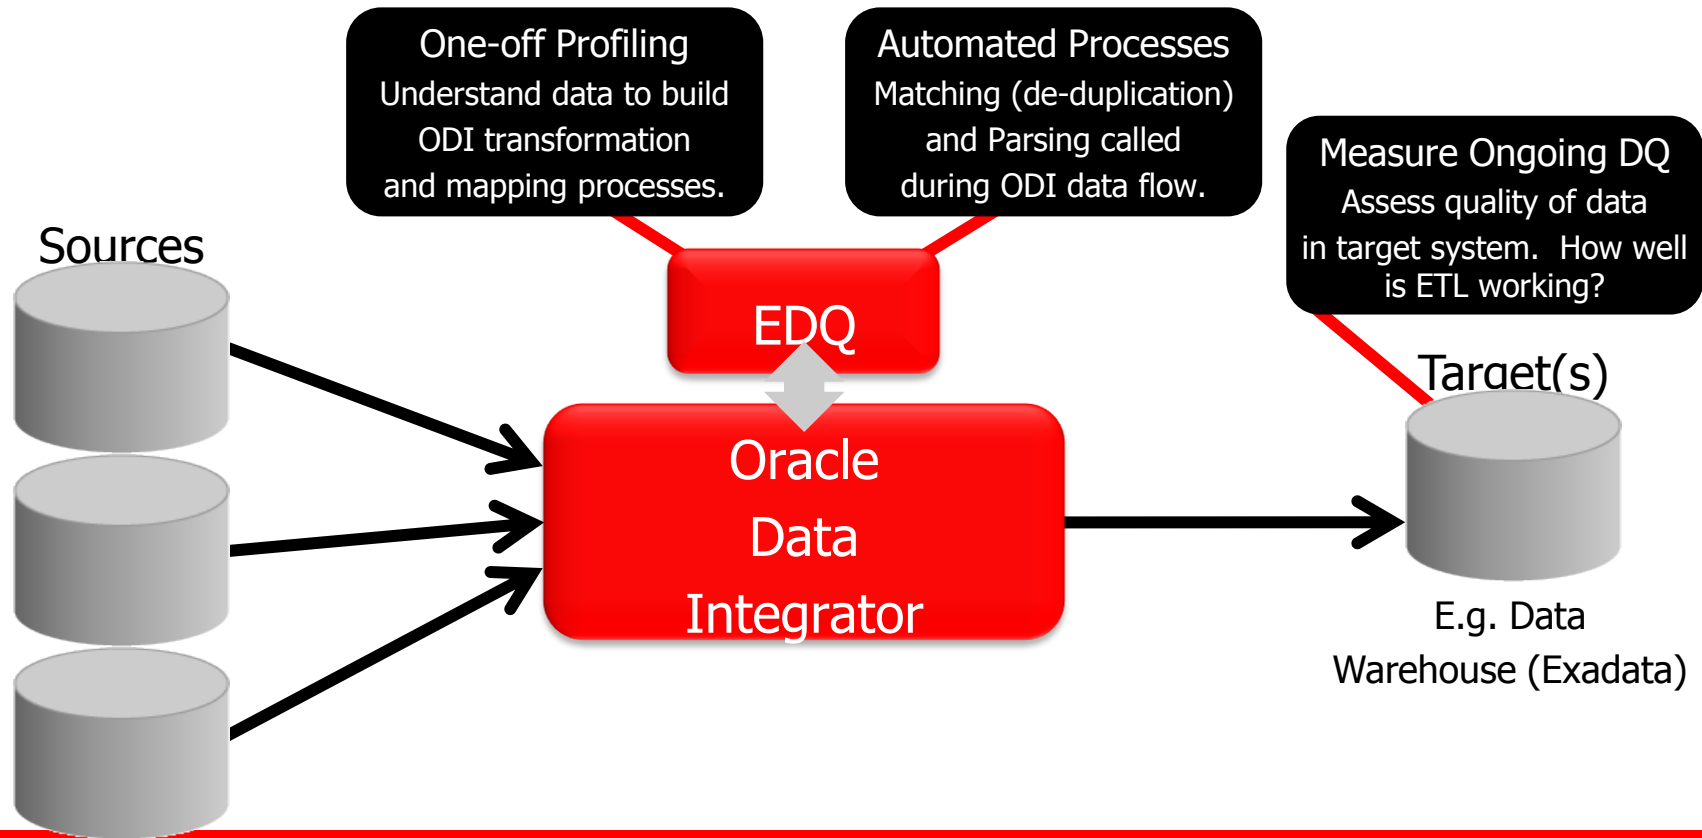 One-off Profiling
Understand data to build
ODI transformation
and mapping processes.
Automated Processes
Matching (de-duplication)
and Parsing called
during ODI data flow.
Measure Ongoing DQ
Assess quality of data
in target system.  How well
is ETL working?
Sources
EDQ
Target(s)
Oracle
Data
Integrator
E.g. Data
Warehouse (Exadata)